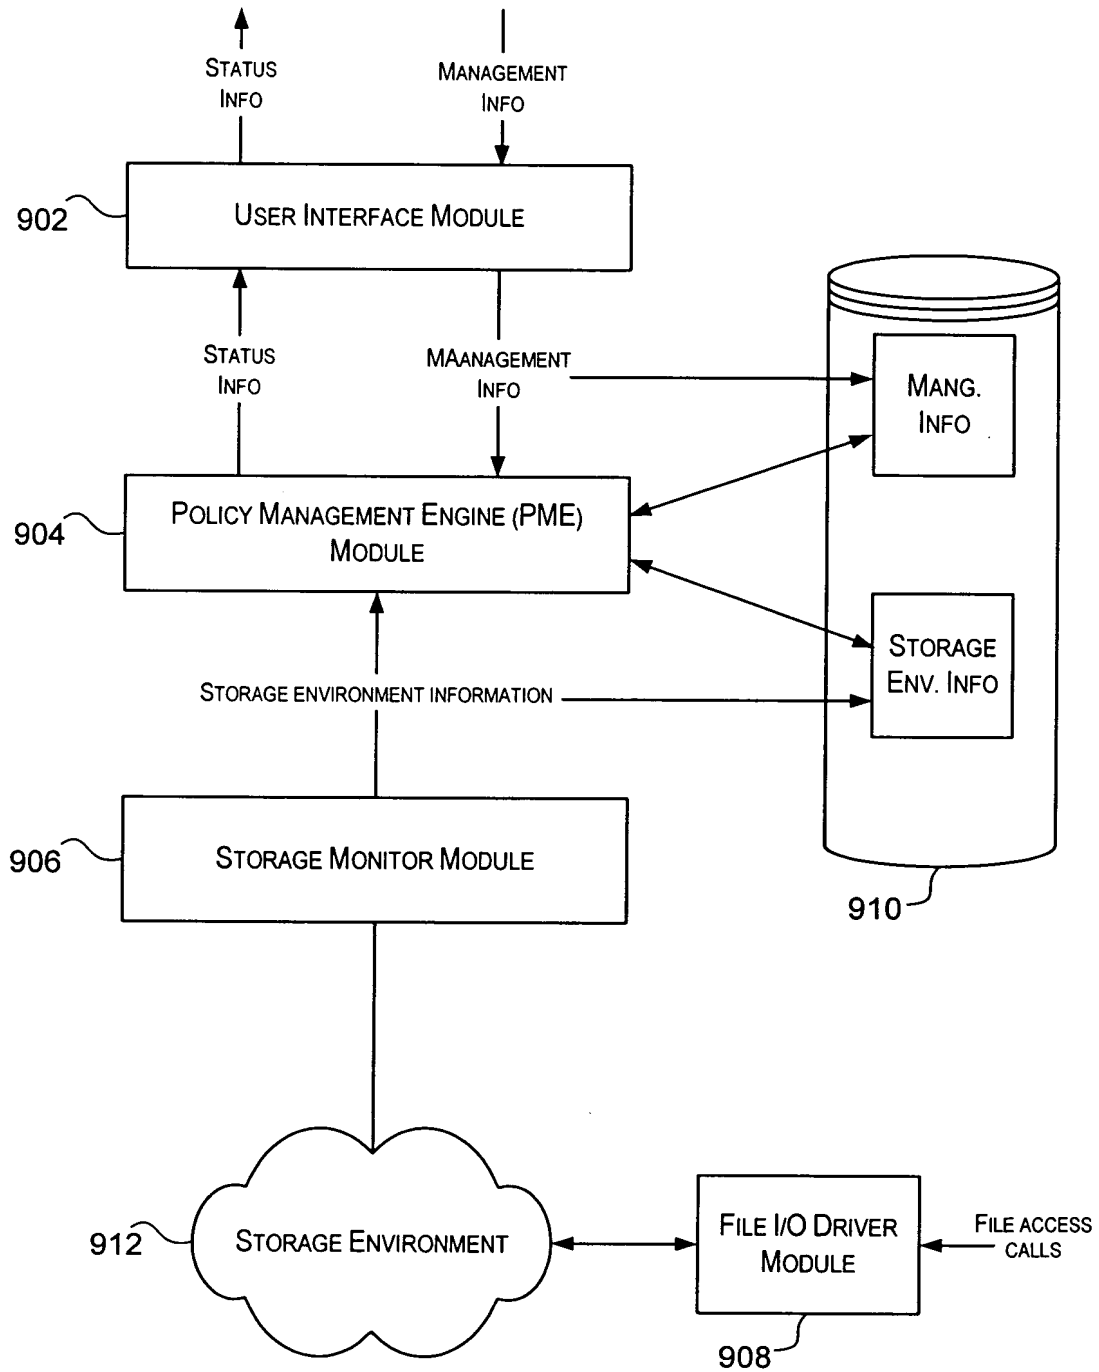 STATUS
INFO
MANAGEMENT
INFO
902
USER INTERFACE MODULE
STATUS
INFO
MAANAGEMENT
INFO
MANG.
INFO
904
POLICY MANAGEMENT ENGINE (PME)
MODULE
STORAGE
ENV. INFO
STORAGE ENVIRONMENT INFORMATION
906
STORAGE MONITOR MODULE
910
912
STORAGE ENVIRONMENT
FILE I/O DRIVER
MODULE
FILE ACCESS
CALLS
908